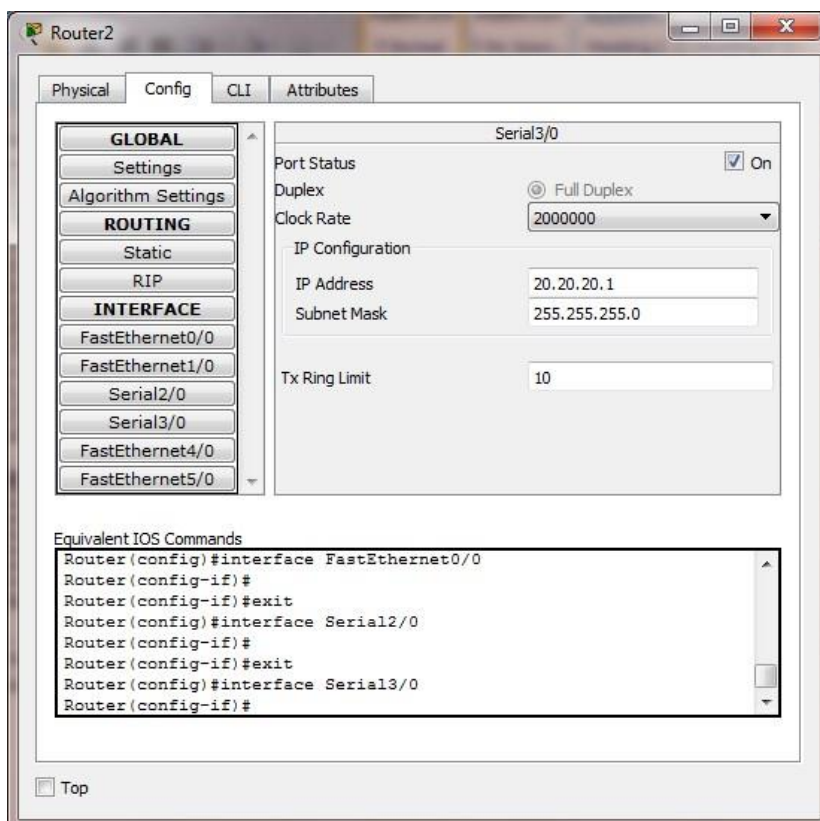 Router2
Physical
Config
CLI
Attributes
GLOBAL
Settings
Algorithm Settings
ROUTING
Static
RIP
INTERFACE
FastEthernet0/0
FastEthernet1/0
Serial2/0
Serial3/0
FastEthernet4/0
FastEthernet5/0
Serial3/0
Port Status
On
Duplex
Full Duplex
Clock Rate
2000000
IP Configuration
IP Address
20.20.20.1
Subnet Mask
255.255.255.0
Tx Ring Limit
10
Equivalent IOS Commands
Router(config)#interface FastEthernet0/0
Router(config-if)#
Router(config-if)#exit
Router(config)#interface Serial2/0
Router(config-if)#
Router(config-if)#exit
Router(config)#interface Serial3/0
Router(config-if)#
Top